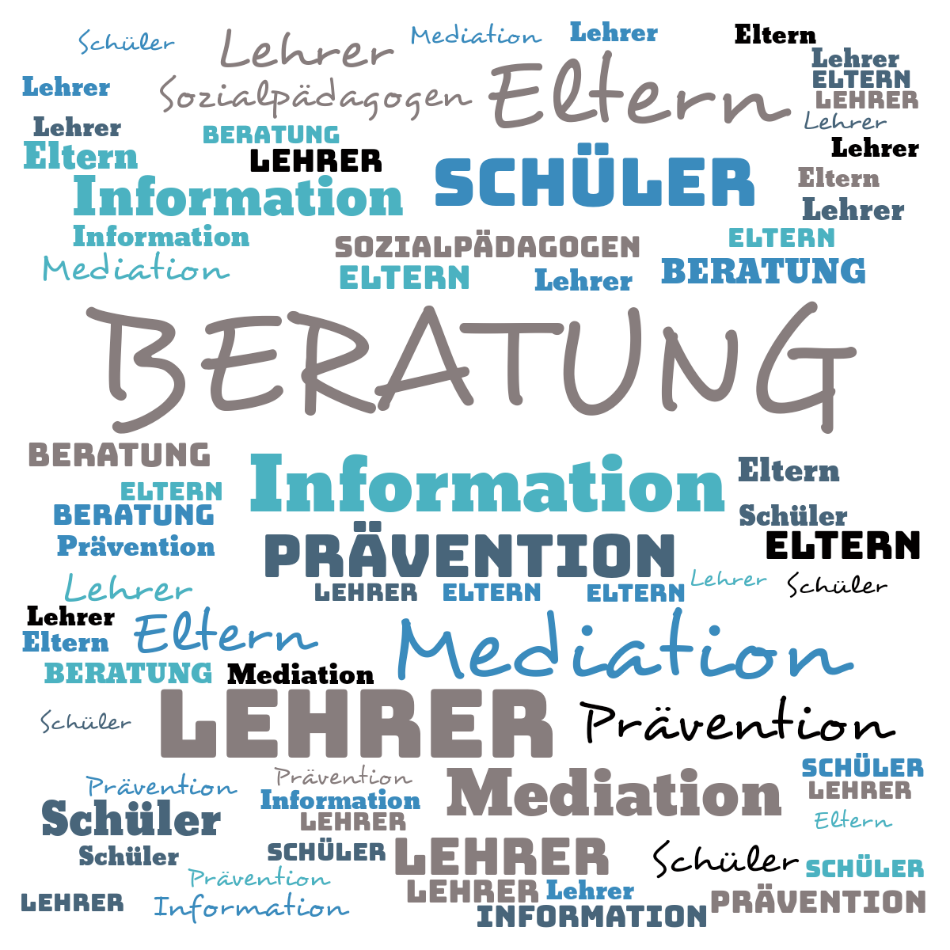 Schüler
Lehrer
Mediation
Lehrer
Eltern
Lehrer
ELTERN
LEHRER
Lehrer
Lehrer
Sozialpädagogen
Eltern
Lehrer
Eltern
BERATUNG
LEHRER
Lehrer
Eltern
Lehrer
Information
SCHÜLER
Information
SOZIALPÄDAGOGEN
ELTERN
Mediation
ELTERN
Lehrer
BERATUNG
BERATUNG
BERATUNG
Information
Eltern
ELTERN
BERATUNG
Schüler
Prävention
PRÄVENTION
ELTERN
Lehrer
LEHRER
ELTERN
ELTERN
Lehrer
Schüler
Lehrer
Eltern
Eltern
Mediation
BERATUNG
Mediation
Schüler
LEHRER
Prävention
Prävention
Prävention
Mediation
SCHÜLER
LEHRER
Information
Schüler
LEHRER
Eltern
Schüler
SCHÜLER
LEHRER
Schüler
SCHÜLER
Prävention
LEHRER
Lehrer
LEHRER
Information
INFORMATION
PRÄVENTION